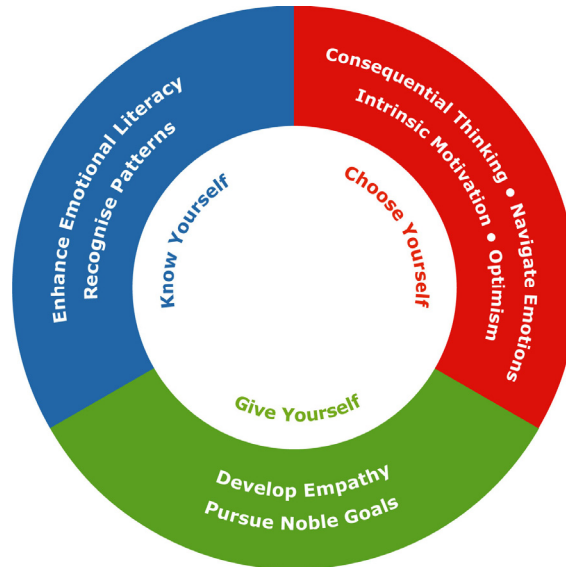 Enhance Emotional Literacy
Recognise Patterns
Know Yourself
Consequential Thinking ● Navigate Emotions
Intrinsic Motivation ● Optimism
Choose Yourself
Give Yourself
Develop Empathy
Pursue Noble Goals